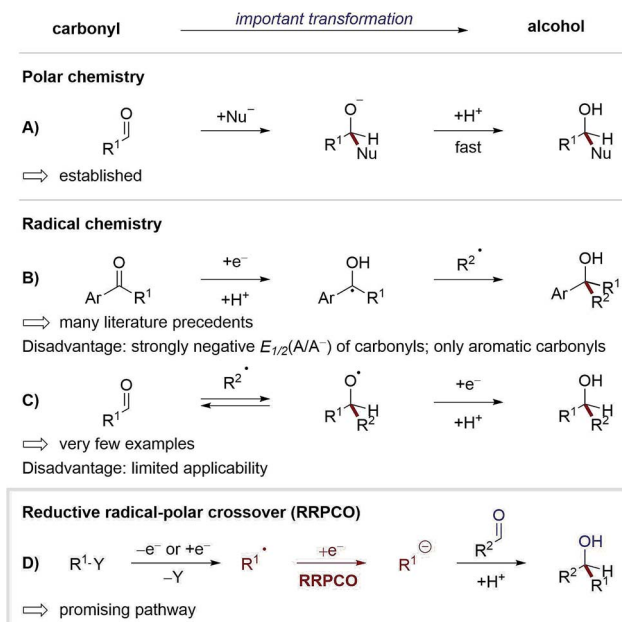 carbonyl important transformation alcohol
Polar chemistry
A) O R¹ +Nu⁻ O⁻ R¹ H Nu +H⁺ fast OH R¹ H Nu
established
Radical chemistry
B) O Ar R¹ +e⁻ +H⁺ OH Ar • R¹ R²• OH Ar R¹ R²
many literature precedents
Disadvantage: strongly negative E1/2(A/A⁻) of carbonyls; only aromatic carbonyls
C) O R¹ R²• O• R¹ H R² +e⁻ +H⁺ OH R¹ H R²
very few examples
Disadvantage: limited applicability
Reductive radical-polar crossover (RRPCO)
D) R¹-Y −e⁻ or +e⁻ −Y R¹• +e⁻ RRPCO R¹ ⊖ O R² +H⁺ OH R² H R¹
promising pathway